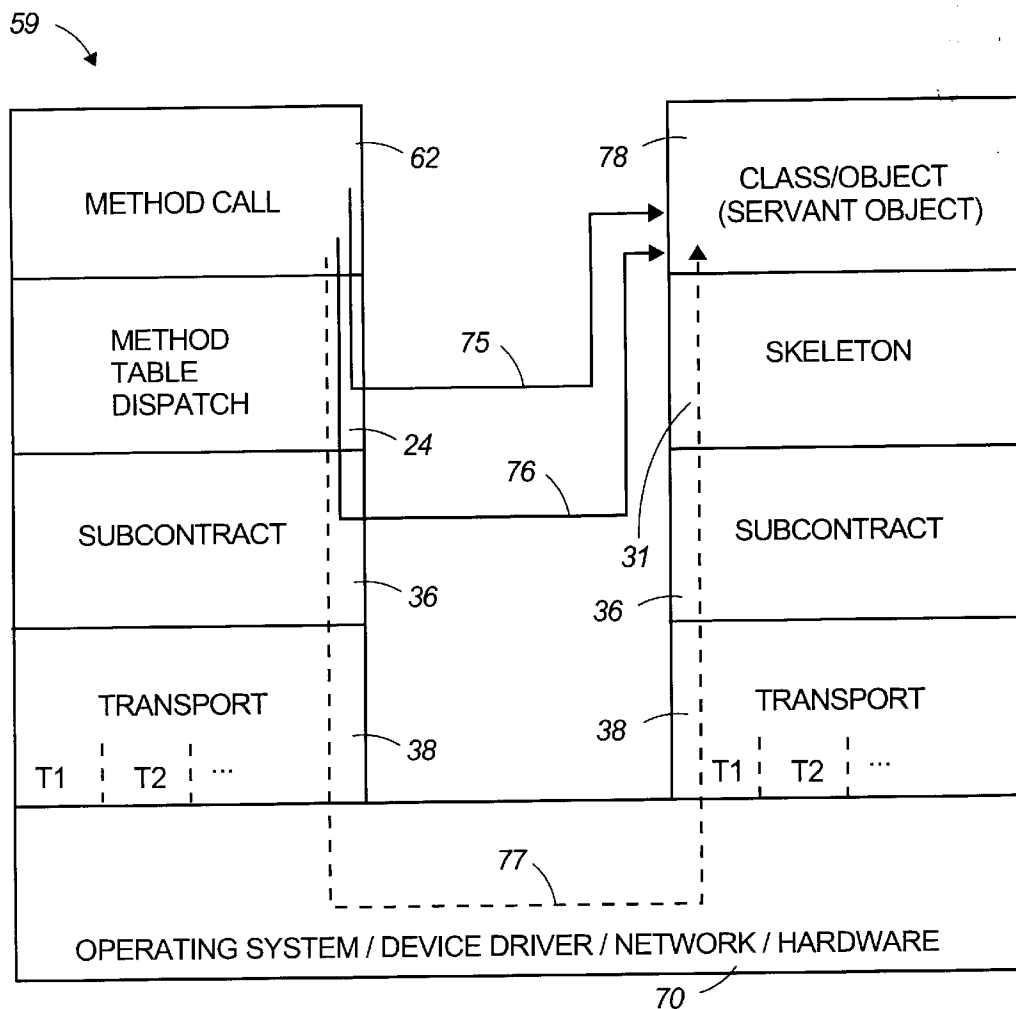 59
62
METHOD CALL
78
CLASS/OBJECT
(SERVANT OBJECT)
METHOD
TABLE
DISPATCH
75
SKELETON
24
76
SUBCONTRACT
31
SUBCONTRACT
36
36
TRANSPORT
38
38
TRANSPORT
T1 T2 ...
T1 T2 ...
77
OPERATING SYSTEM / DEVICE DRIVER / NETWORK / HARDWARE
70